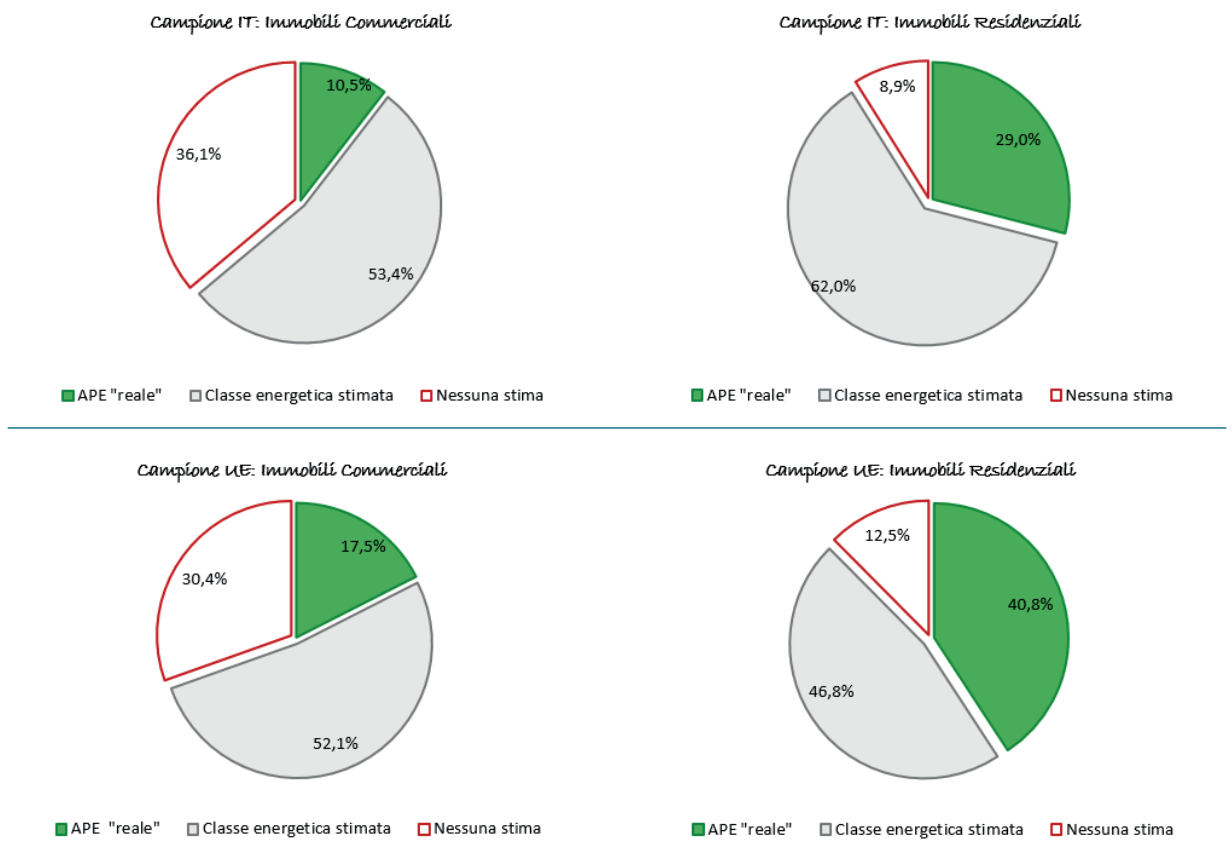 Campione IT: Immobili Commerciali
10,5%
36,1%
53,4%
APE "reale" Classe energetica stimata Nessuna stima
Campione IT: Immobili Residenziali
8,9%
29,0%
62,0%
APE "reale" Classe energetica stimata Nessuna stima
Campione UE: Immobili Commerciali
17,5%
30,4%
52,1%
APE "reale" Classe energetica stimata Nessuna stima
Campione UE: Immobili Residenziali
12,5%
40,8%
46,8%
APE "reale" Classe energetica stimata Nessuna stima